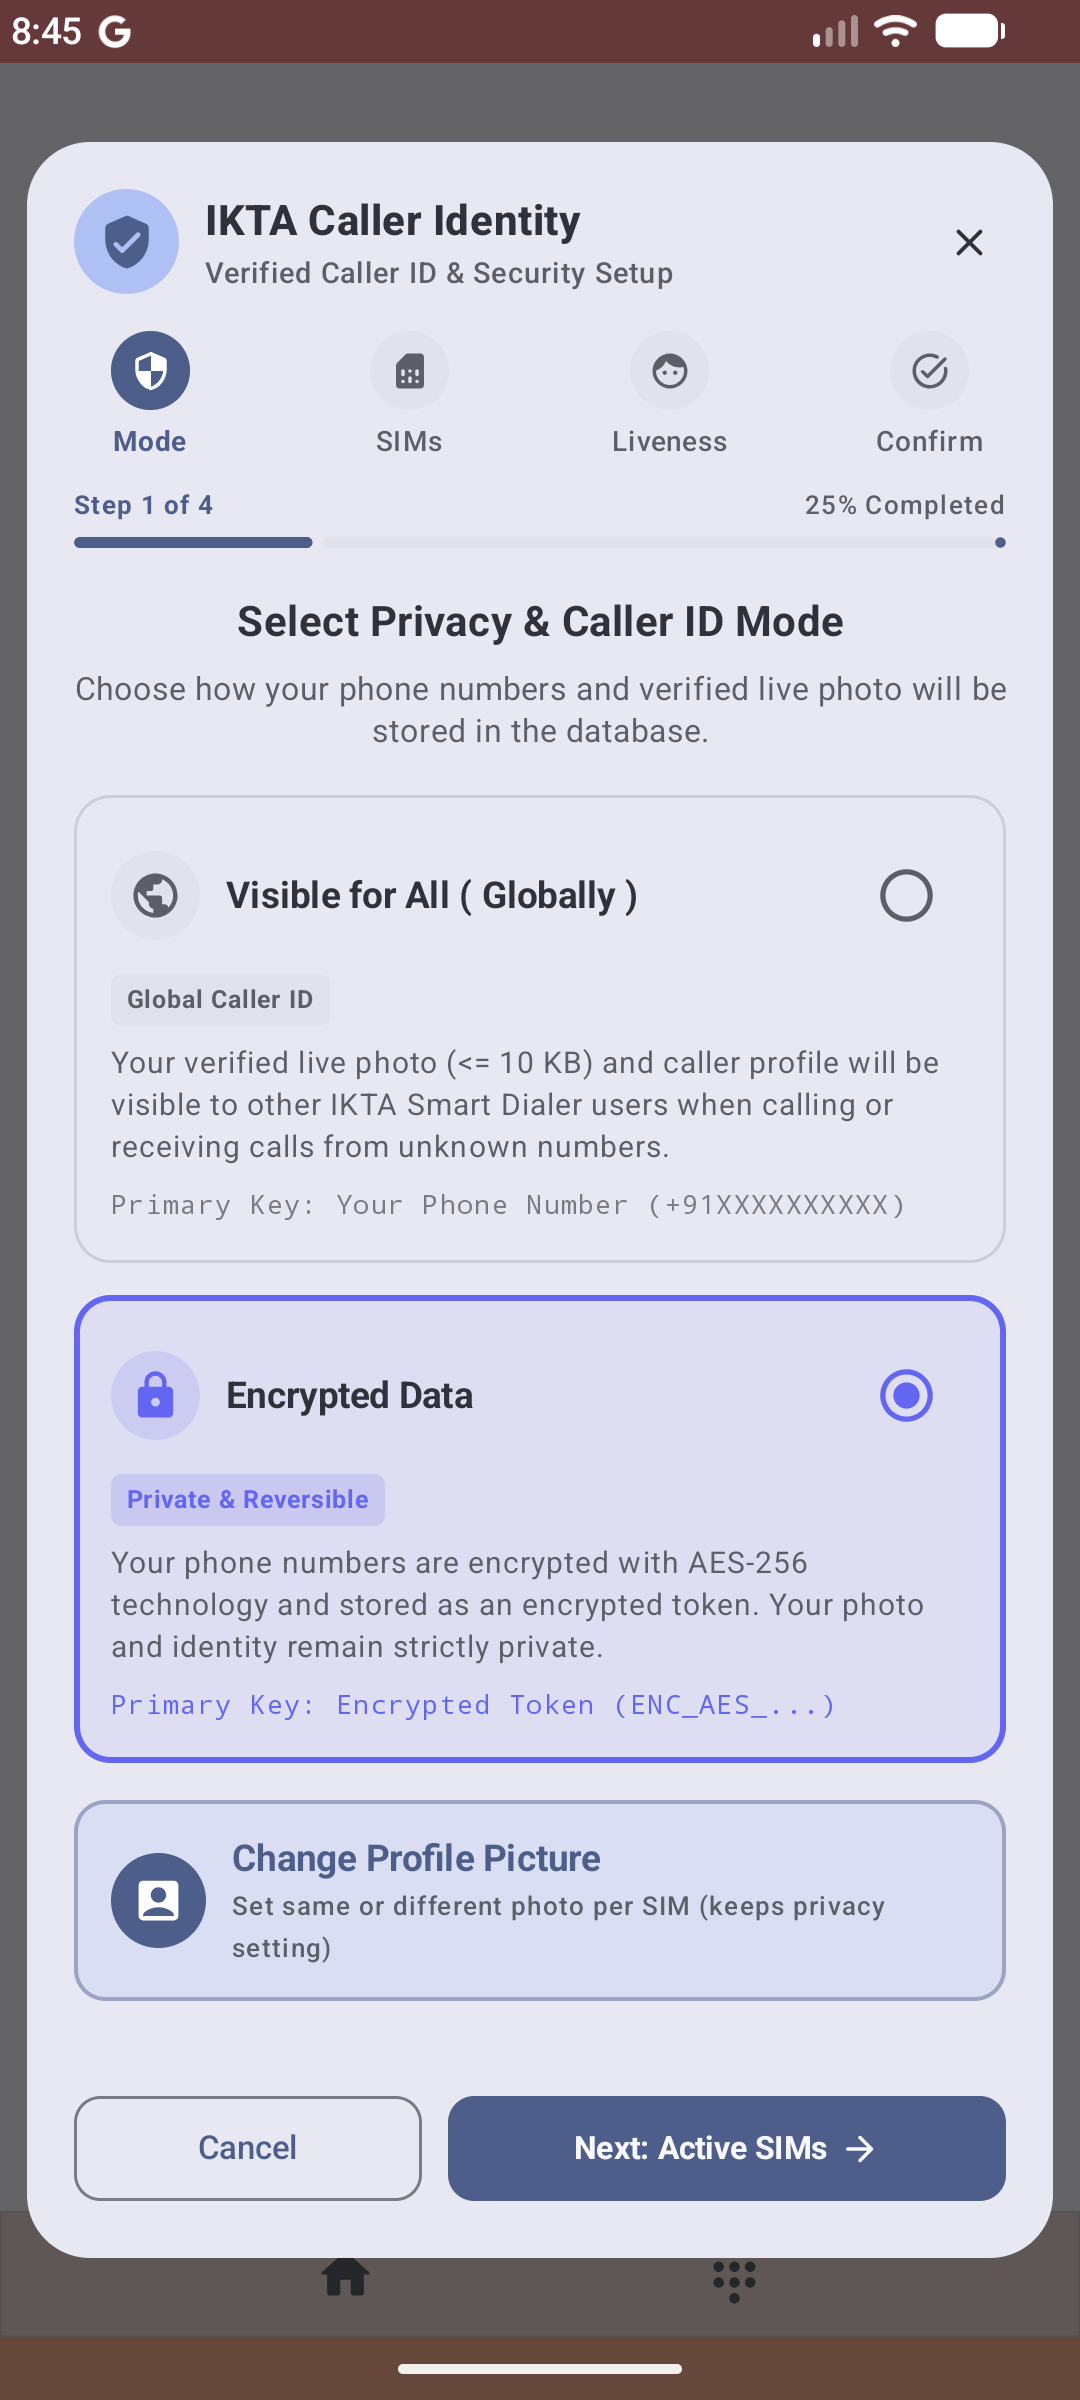 8:45
IKTA Caller Identity
Verified Caller ID & Security Setup
Mode
SIMs
Liveness
Confirm
Step 1 of 4
25% Completed
Select Privacy & Caller ID Mode
Choose how your phone numbers and verified live photo will be
stored in the database.
Visible for All ( Globally )
Global Caller ID
Your verified live photo (<= 10 KB) and caller profile will be
visible to other IKTA Smart Dialer users when calling or
receiving calls from unknown numbers.
Primary Key: Your Phone Number (+91XXXXXXXXXX)
Encrypted Data
Private & Reversible
Your phone numbers are encrypted with AES-256
technology and stored as an encrypted token. Your photo
and identity remain strictly private.
Primary Key: Encrypted Token (ENC_AES_...)
Change Profile Picture
Set same or different photo per SIM (keeps privacy
setting)
Cancel
Next: Active SIMs